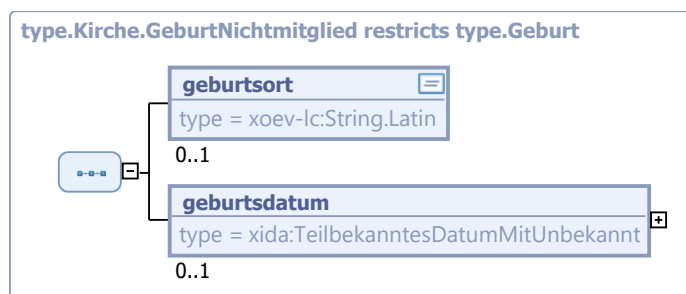 type.Kirche.GeburtNichtmitglied restricts type.Geburt
geburtsort
type = xoev-lc:String.Latin
0..1
geburtsdatum
type = xida:TeilbekanntesDatumMitUnbekannt
0..1